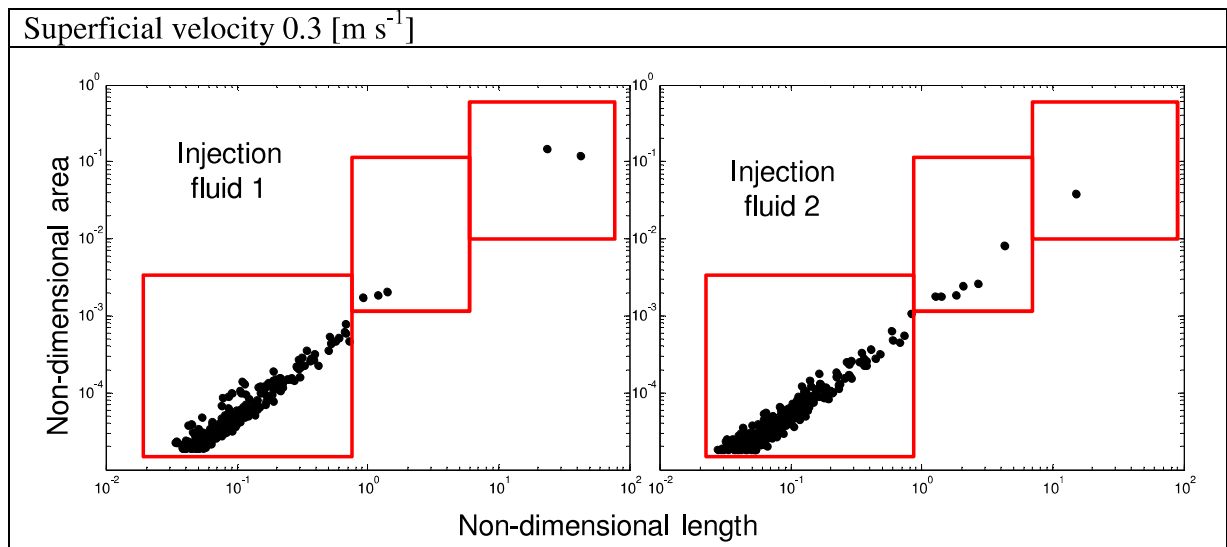 Superficial velocity 0.3 [m s⁻¹]
10⁰
10⁻¹
10⁻²
10⁻³
10⁻⁴
Non-dimensional area
Injection
fluid 1
10⁻² 10⁻¹ 10⁰ 10¹ 10²
10⁰
10⁻¹
10⁻²
10⁻³
10⁻⁴
Injection
fluid 2
10⁻² 10⁻¹ 10⁰ 10¹ 10²
Non-dimensional length